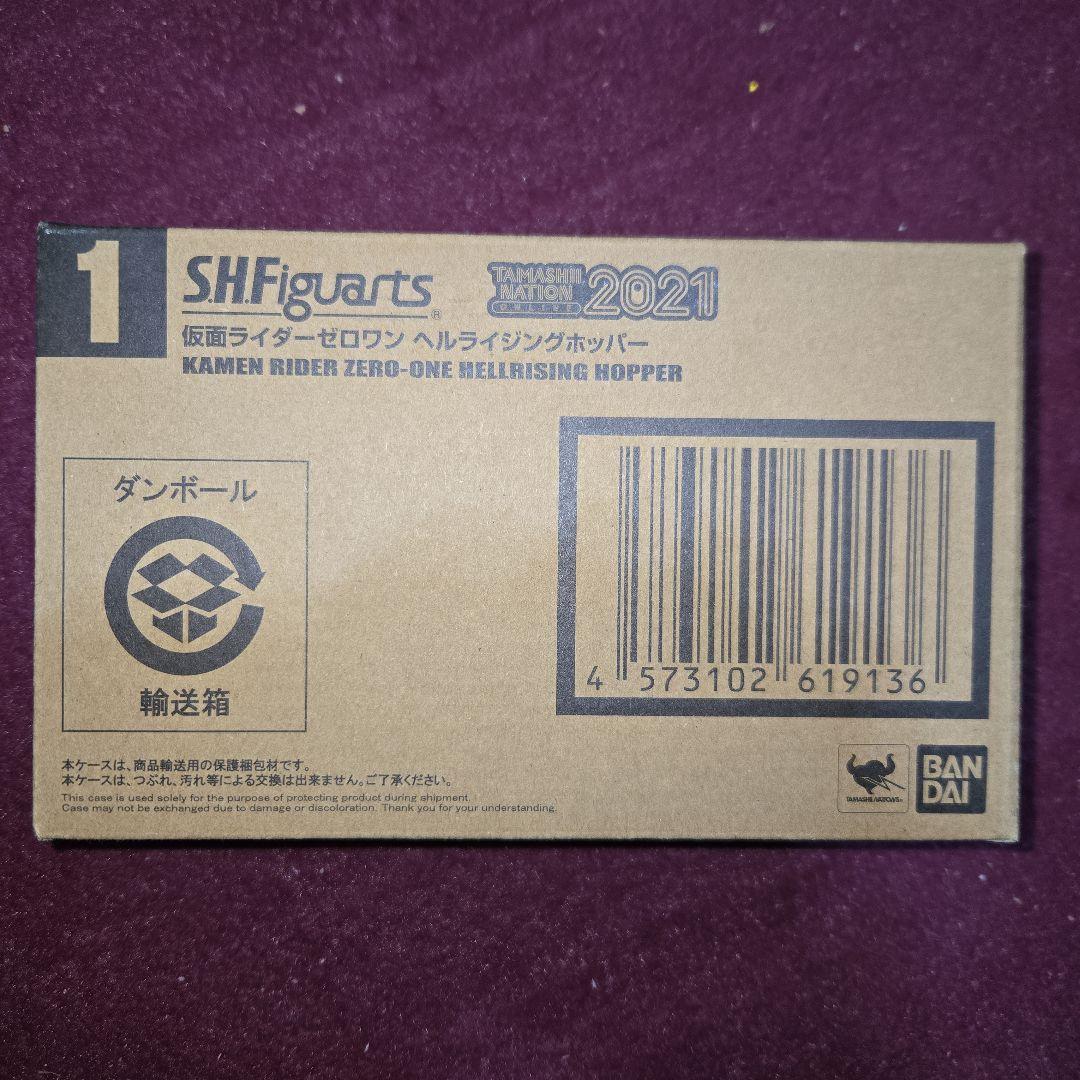 1
S.H.Figuarts
®
TAMASHII
NATION
ONLINE
2021
仮面ライダーゼロワン ヘルライジングホッパー
KAMEN RIDER ZERO-ONE HELLRISING HOPPER
ダンボール
輸送箱
4 573102 619136
本ケースは、商品輸送用の保護梱包材です。
本ケースは、つぶれ、汚れ等による交換は出来ません。ご了承ください。
This case is used solely for the purpose of protecting product during shipment.
Case may not be exchanged due to damage or discoloration. Thank you for your understanding.
TAMASHII NATIONS®
BAN
DAI